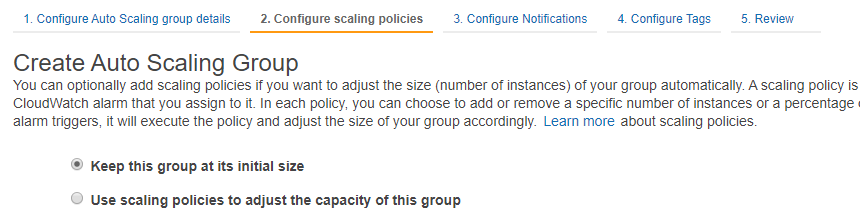 1. Configure Auto Scaling group details 2. Configure scaling policies 3. Configure Notifications 4. Configure Tags 5. Review
Create Auto Scaling Group
You can optionally add scaling policies if you want to adjust the size (number of instances) of your group automatically. A scaling policy is
CloudWatch alarm that you assign to it. In each policy, you can choose to add or remove a specific number of instances or a percentage
alarm triggers, it will execute the policy and adjust the size of your group accordingly. Learn more about scaling policies.
Keep this group at its initial size
Use scaling policies to adjust the capacity of this group